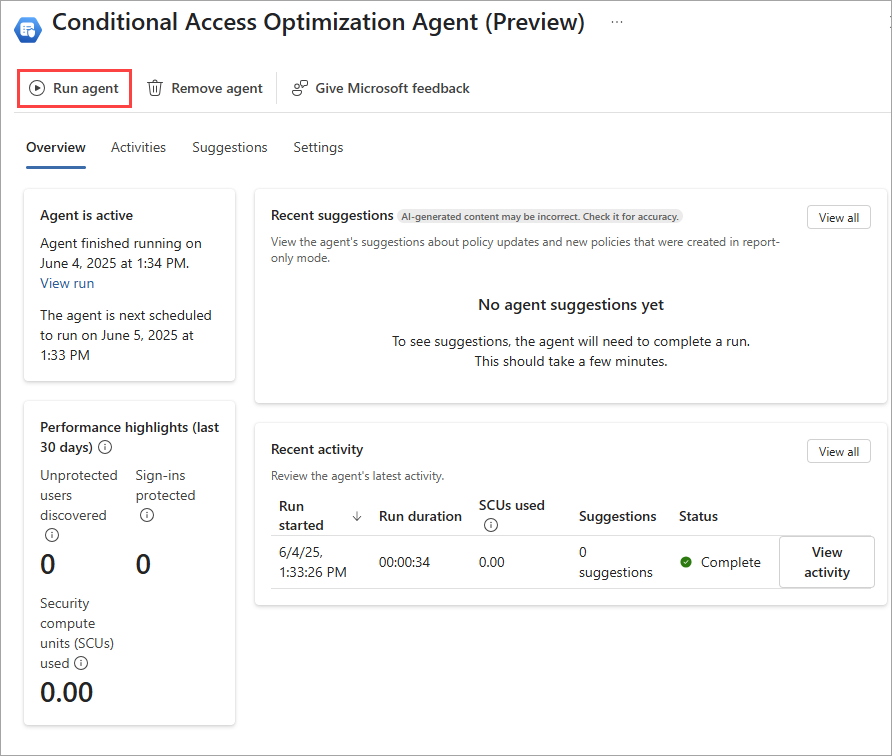 Conditional Access Optimization Agent (Preview) ...
Run agent
Remove agent
Give Microsoft feedback
Overview
Activities
Suggestions
Settings
Agent is active
Agent finished running on
June 4, 2025 at 1:34 PM.
View run
The agent is next scheduled
to run on June 5, 2025 at
1:33 PM
Performance highlights (last
30 days)
Unprotected
users
discovered
0
Sign-ins
protected
0
Security
compute
units (SCUs)
used
0.00
Recent suggestions AI-generated content may be incorrect. Check it for accuracy.
View all
View the agent's suggestions about policy updates and new policies that were created in report-
only mode.
No agent suggestions yet
To see suggestions, the agent will need to complete a run.
This should take a few minutes.
Recent activity
View all
Review the agent's latest activity.
Run
started
Run duration
SCUs used
Suggestions
Status
6/4/25,
1:33:26 PM
00:00:34
0.00
0
suggestions
Complete
View
activity